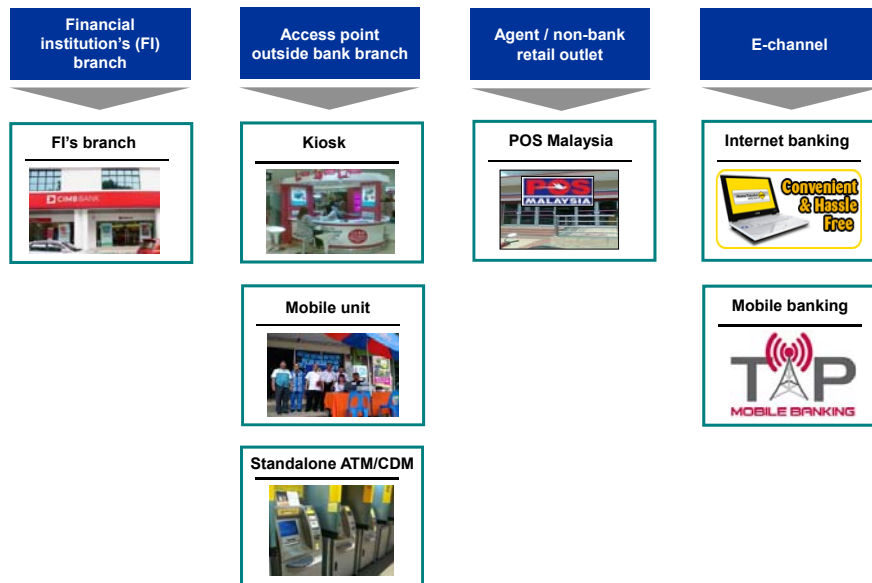 Financial
institution's (FI)
branch
Access point
outside bank branch
Agent / non-bank
retail outlet
E-channel
FI's branch
CIMB BANK
Kiosk
POS Malaysia
POS
MALAYSIA
Internet banking
Convenient
& Hassle
Free
Mobile unit
Mobile banking
TAP
MOBILE BANKING
Standalone ATM/CDM